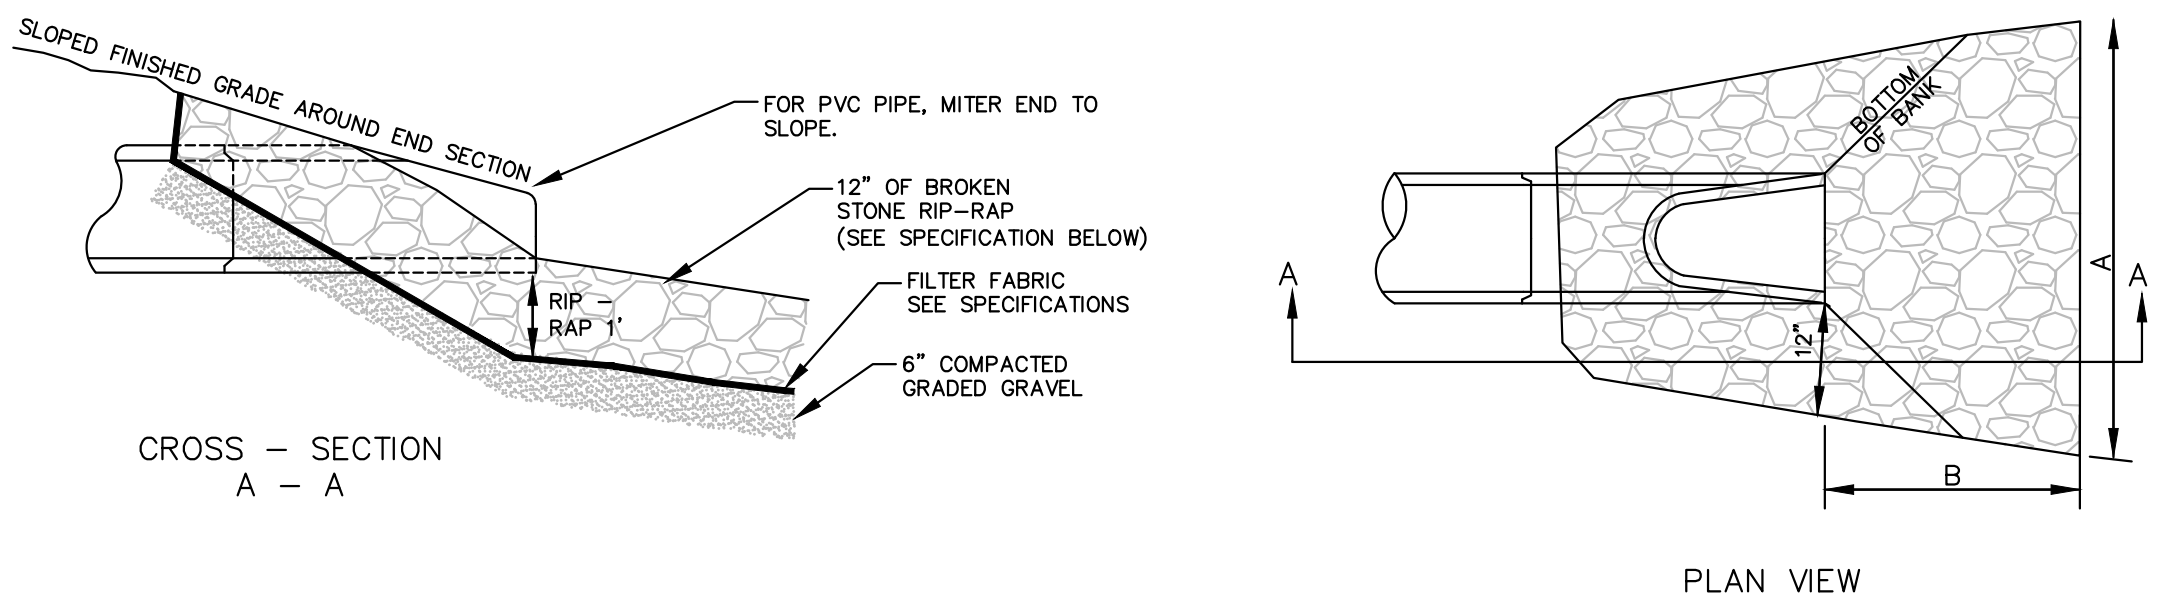 SLOPED FINISHED GRADE AROUND END SECTION
FOR PVC PIPE, MITER END TO
SLOPE.
12" OF BROKEN
STONE RIP-RAP
(SEE SPECIFICATION BELOW)
FILTER FABRIC
SEE SPECIFICATIONS
RIP -
RAP 1'
6" COMPACTED
GRADED GRAVEL
CROSS - SECTION
A - A
BOTTOM
OF BANK
A
A
A
12"
B
PLAN VIEW